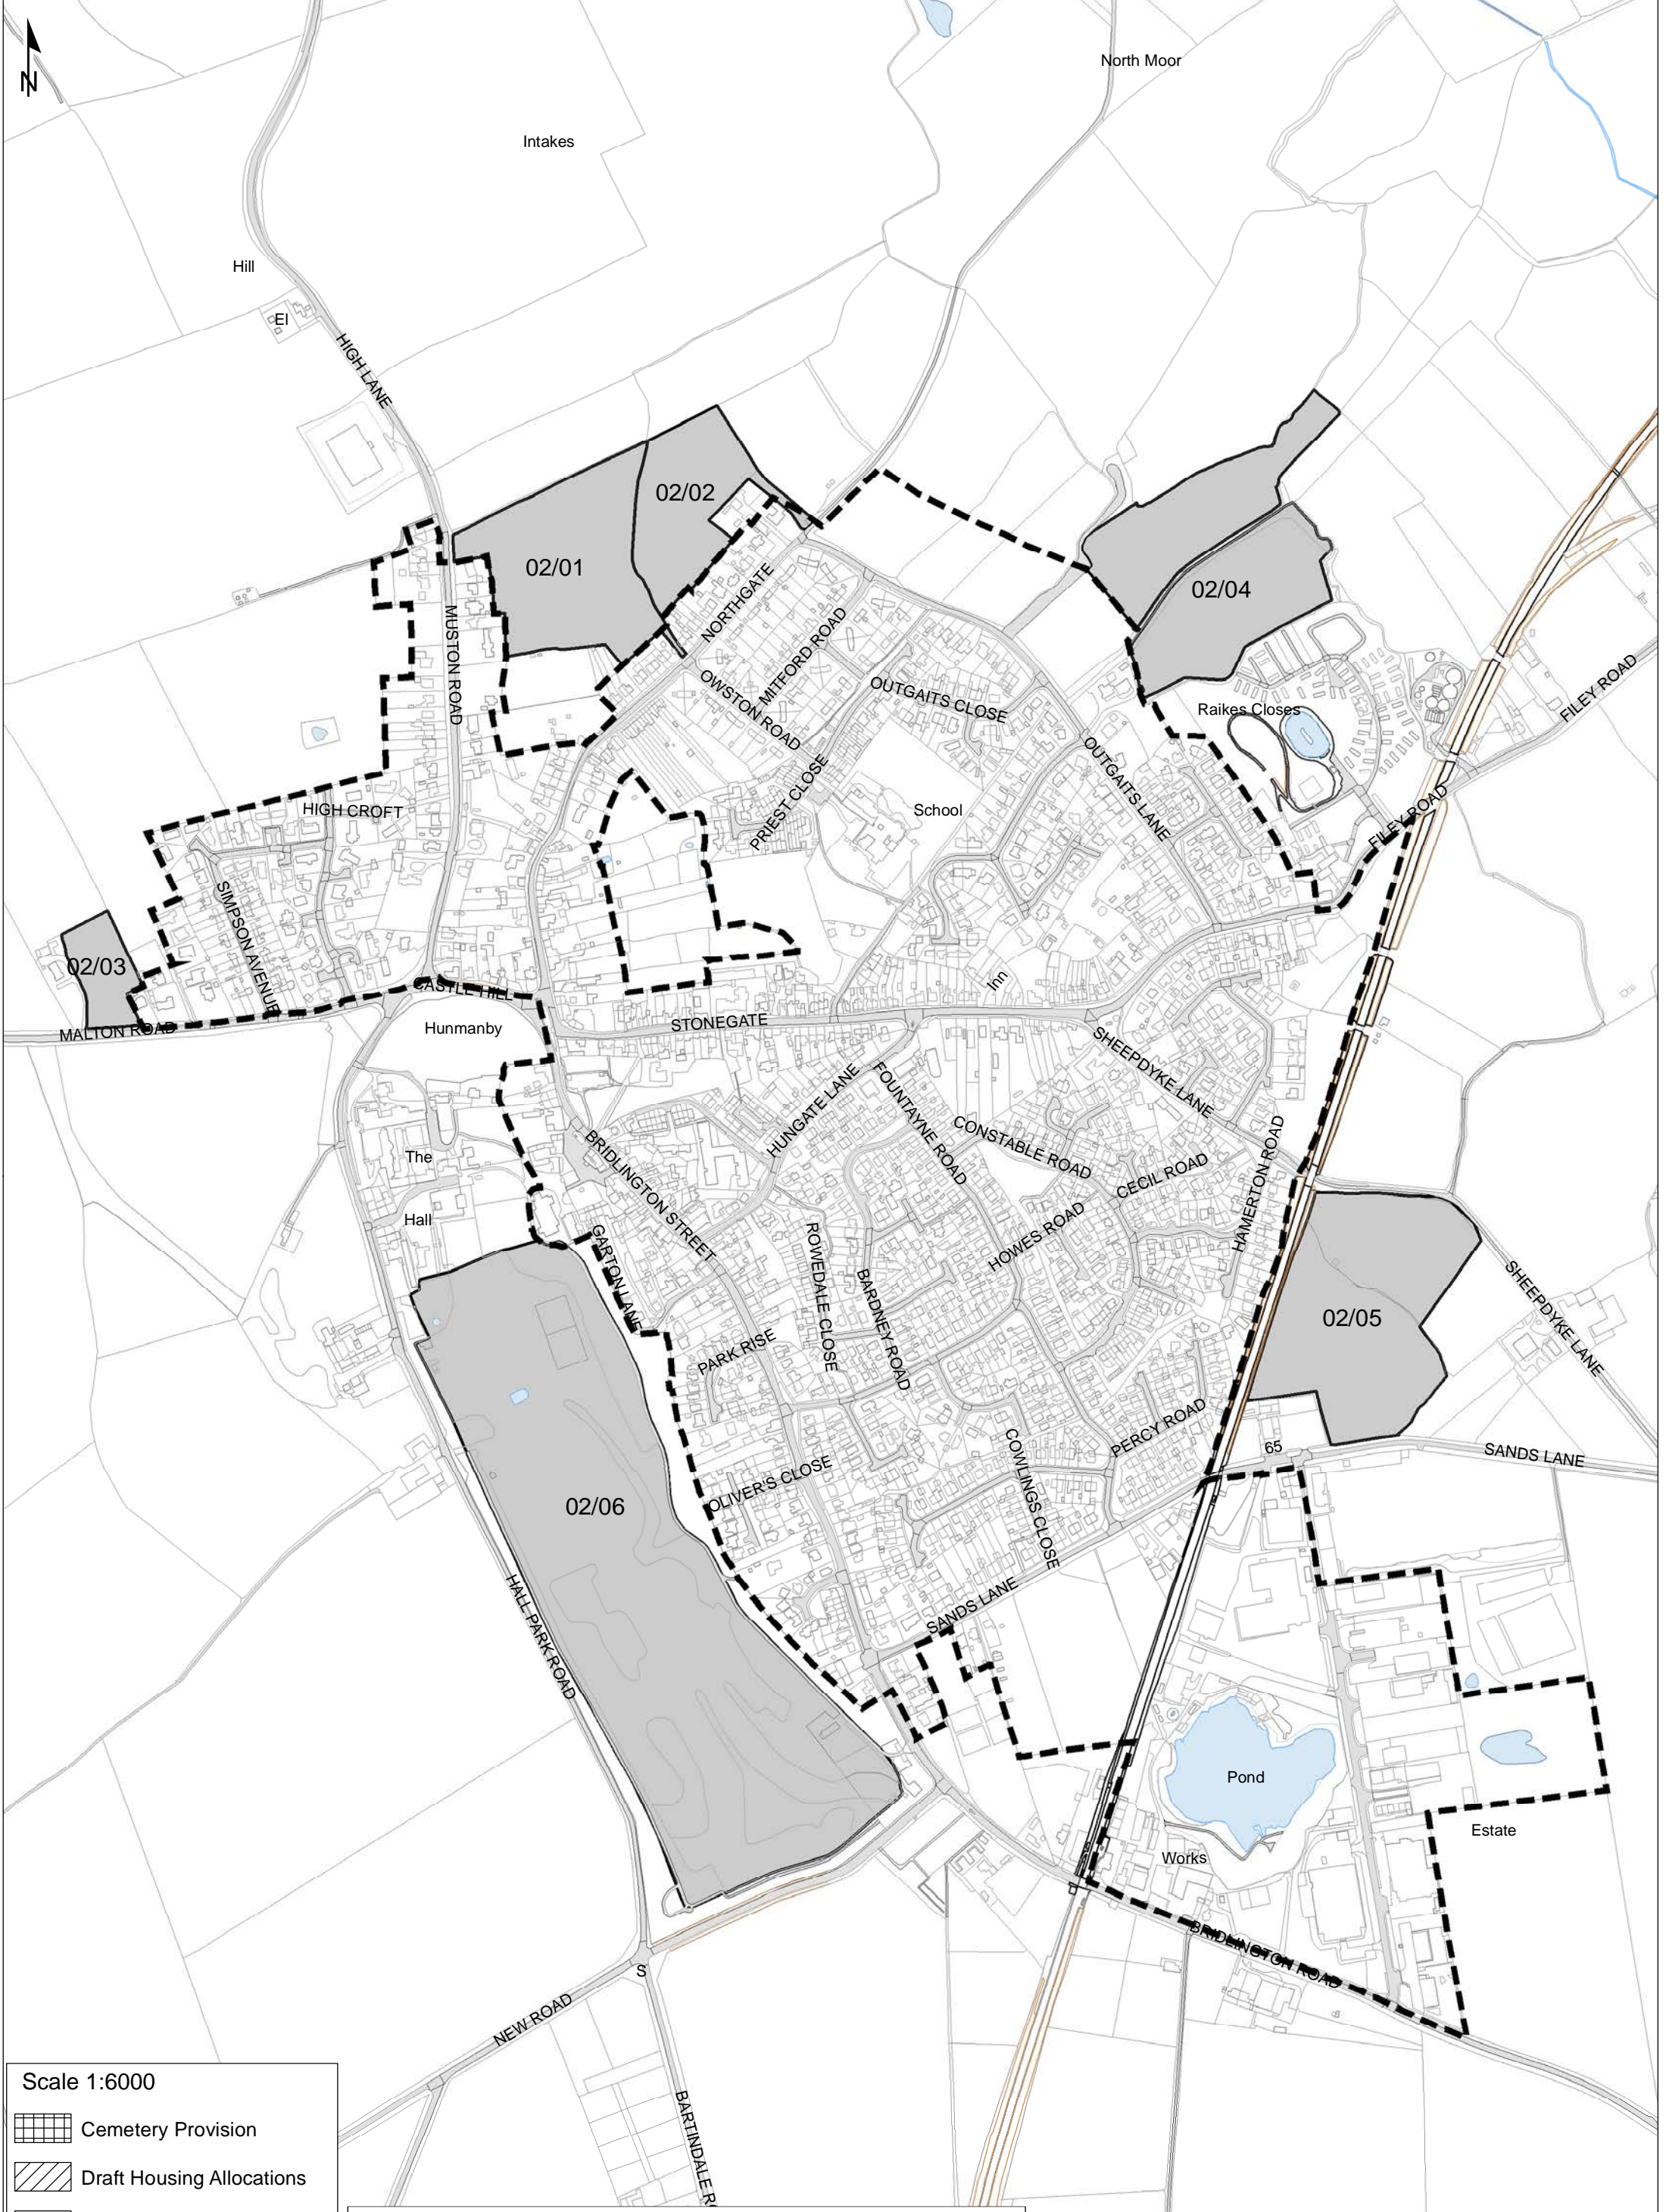 North Moor
N
Intakes
Hill
El
HIGH LANE
02/02
02/01
02/04
NORTHGATE
MUSTON ROAD
MITFORD ROAD
OWSTON ROAD
OUTGAITS CLOSE
FILEY ROAD
Raikes Closes
OUTGAITS LANE
PRIEST CLOSE
School
HIGH CROFT
FILEY ROAD
SIMPSON AVENUE
02/03
Inn
CASTLE HILL
MALTON ROAD
Hunmanby
STONEGATE
SHEEPDYKE LANE
HUNGATE LANE
FOUNTAYNE ROAD
CONSTABLE ROAD
BRIDLINGTON STREET
The
CECIL ROAD
HAMERTON ROAD
Hall
GARTON LANE
HOWES ROAD
ROWEDALE CLOSE
BARDNEY ROAD
SHEEPDYKE LANE
02/05
PARK RISE
PERCY ROAD
65
SANDS LANE
OLIVER'S CLOSE
COWLINGS CLOSE
02/06
SANDS LANE
HALL PARK ROAD
Pond
Estate
Works
BRIDLINGTON ROAD
S
NEW ROAD
BARTINDALE R
Scale 1:6000
Cemetery Provision
Draft Housing Allocations